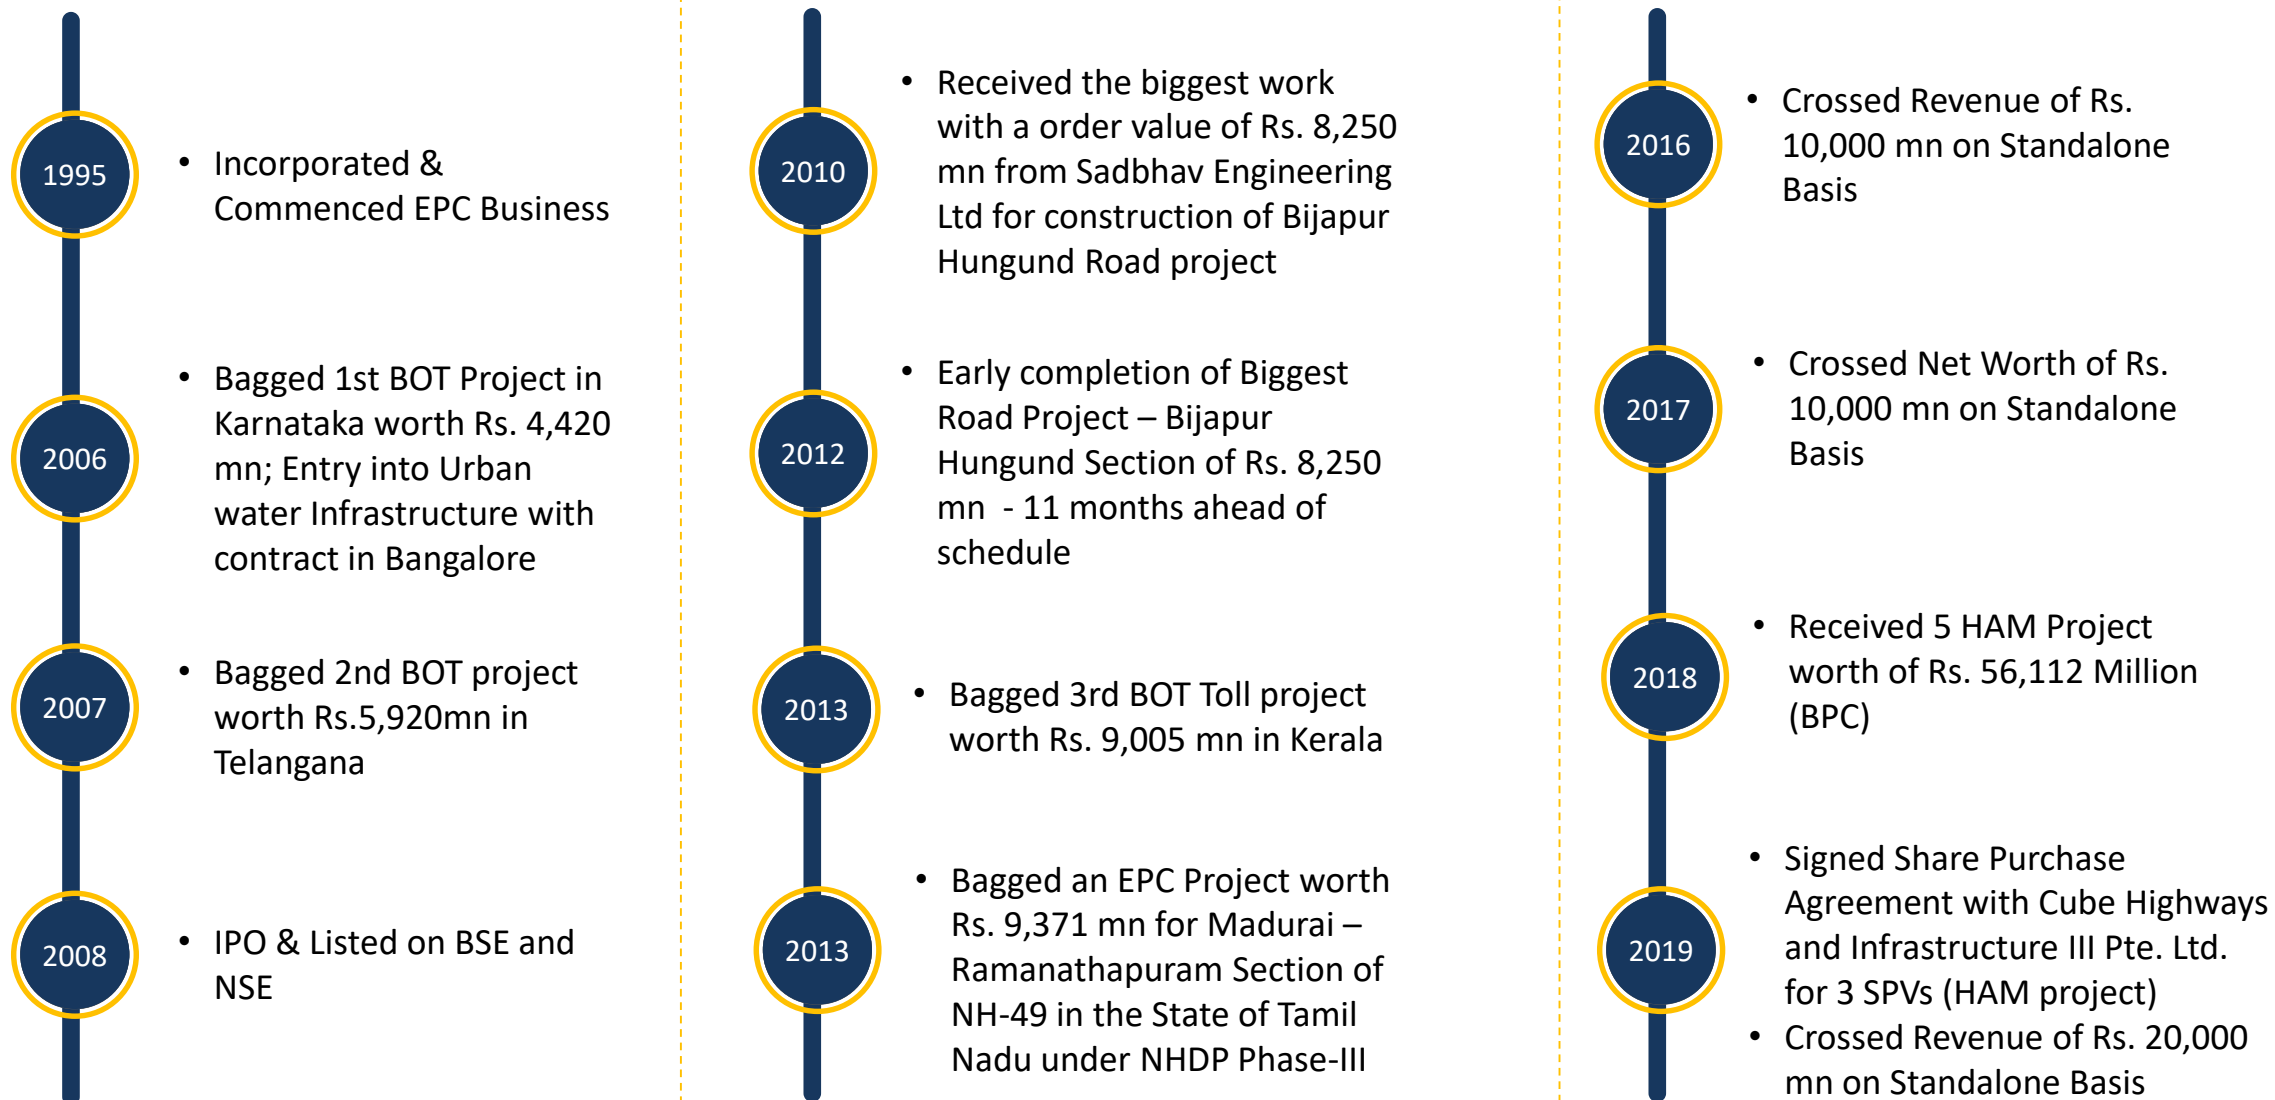 1995
• Incorporated &
Commenced EPC Business
2006
• Bagged 1st BOT Project in
Karnataka worth Rs. 4,420
mn; Entry into Urban
water Infrastructure with
contract in Bangalore
2007
• Bagged 2nd BOT project
worth Rs.5,920mn in
Telangana
2008
• IPO & Listed on BSE and
NSE
2010
• Received the biggest work
with a order value of Rs. 8,250
mn from Sadbhav Engineering
Ltd for construction of Bijapur
Hungund Road project
2012
• Early completion of Biggest
Road Project – Bijapur
Hungund Section of Rs. 8,250
mn - 11 months ahead of
schedule
2013
• Bagged 3rd BOT Toll project
worth Rs. 9,005 mn in Kerala
2013
• Bagged an EPC Project worth
Rs. 9,371 mn for Madurai –
Ramanathapuram Section of
NH-49 in the State of Tamil
Nadu under NHDP Phase-III
2016
• Crossed Revenue of Rs.
10,000 mn on Standalone
Basis
2017
• Crossed Net Worth of Rs.
10,000 mn on Standalone
Basis
2018
• Received 5 HAM Project
worth of Rs. 56,112 Million
(BPC)
2019
• Signed Share Purchase
Agreement with Cube Highways
and Infrastructure III Pte. Ltd.
for 3 SPVs (HAM project)
• Crossed Revenue of Rs. 20,000
mn on Standalone Basis